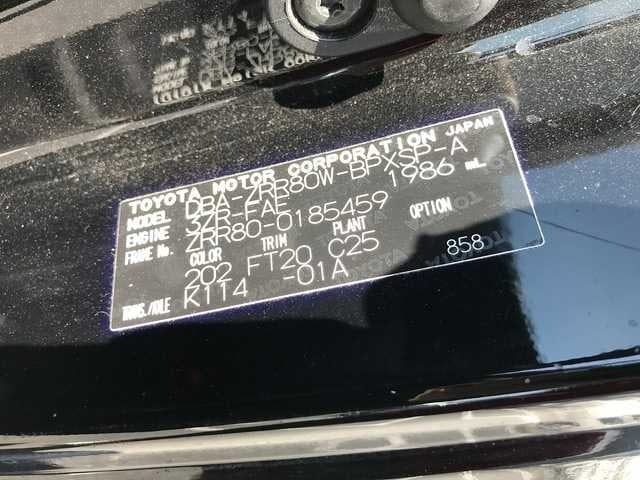 TOYOTA MOTOR CORPORATION JAPAN
MODEL DBA-ZRR80W-BPXSP-A
ENGINE 3ZR-FAE 1986 mL
FRAME No. ZRR80-0185459
COLOR TRIM PLANT OPTION
202 FT20 C25 858
TRANS./AXLE K114 -01A